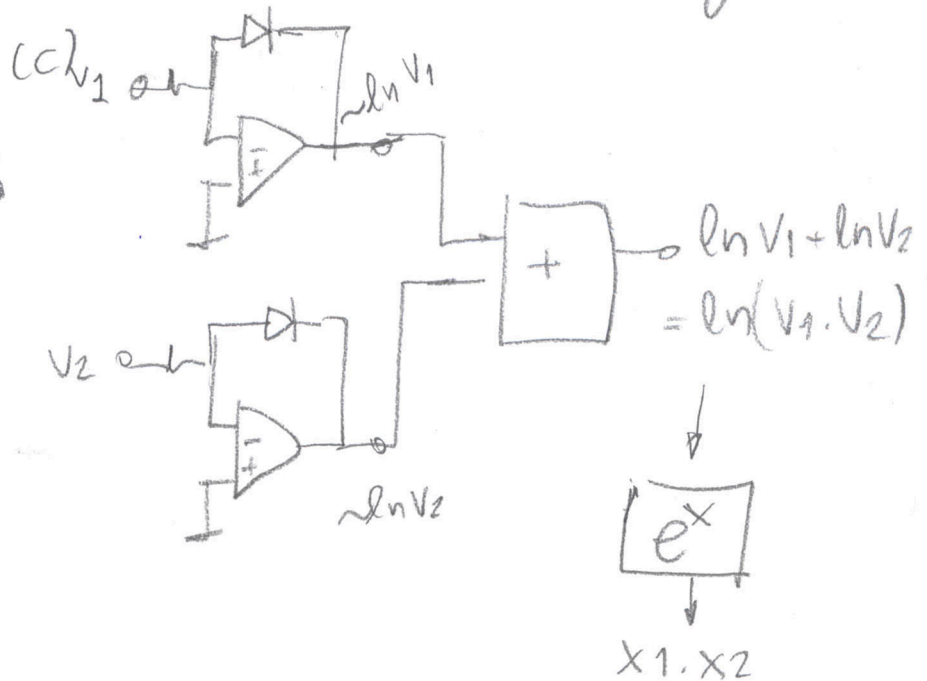 (c)
V1
~ln V1
- +
+
ln V1 + ln V2
= ln(V1.V2)
V2
- +
~ln V2
e^x
X1.X2